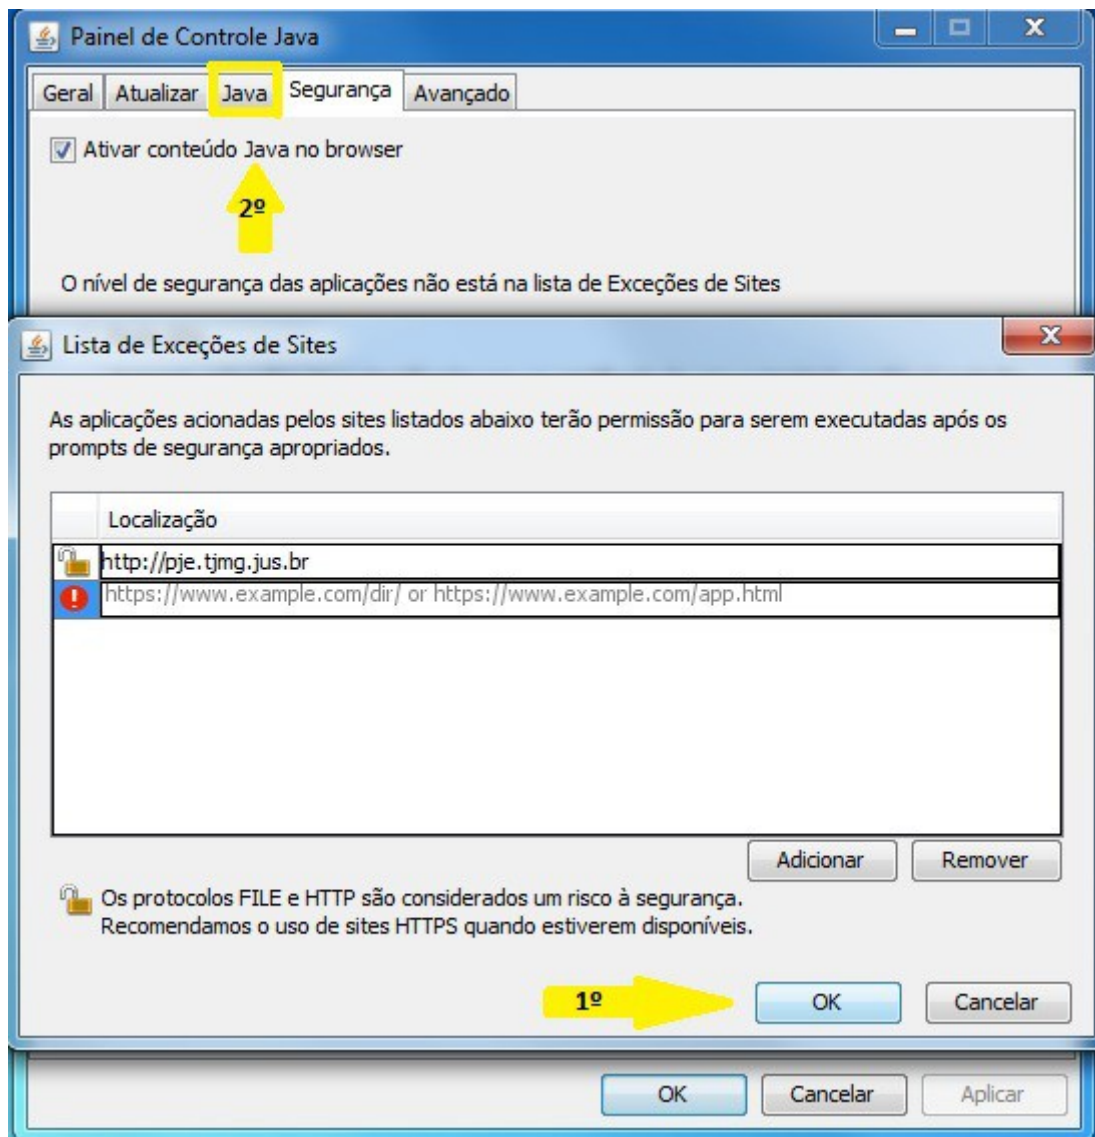 Painel de Controle Java
Geral Atualizar Java Segurança Avançado
Ativar conteúdo Java no browser
2º
O nível de segurança das aplicações não está na lista de Exceções de Sites
Lista de Exceções de Sites
As aplicações acionadas pelos sites listados abaixo terão permissão para serem executadas após os
prompts de segurança apropriados.
Localização
http://pje.tjmg.jus.br
https://www.example.com/dir/ or https://www.example.com/app.html
Adicionar Remover
Os protocolos FILE e HTTP são considerados um risco à segurança.
Recomendamos o uso de sites HTTPS quando estiverem disponíveis.
1º OK Cancelar
OK Cancelar Aplicar